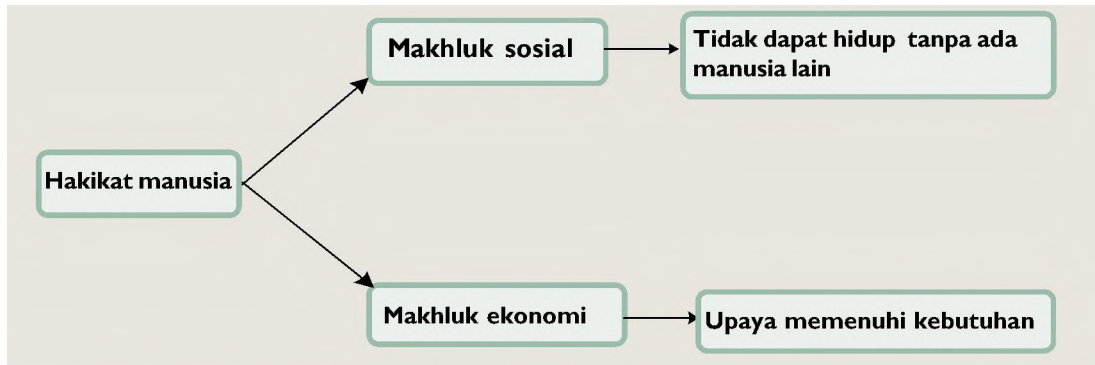 Makhluk sosial
Tidak dapat hidup tanpa ada
manusia lain
Hakikat manusia
Makhluk ekonomi
Upaya memenuhi kebutuhan